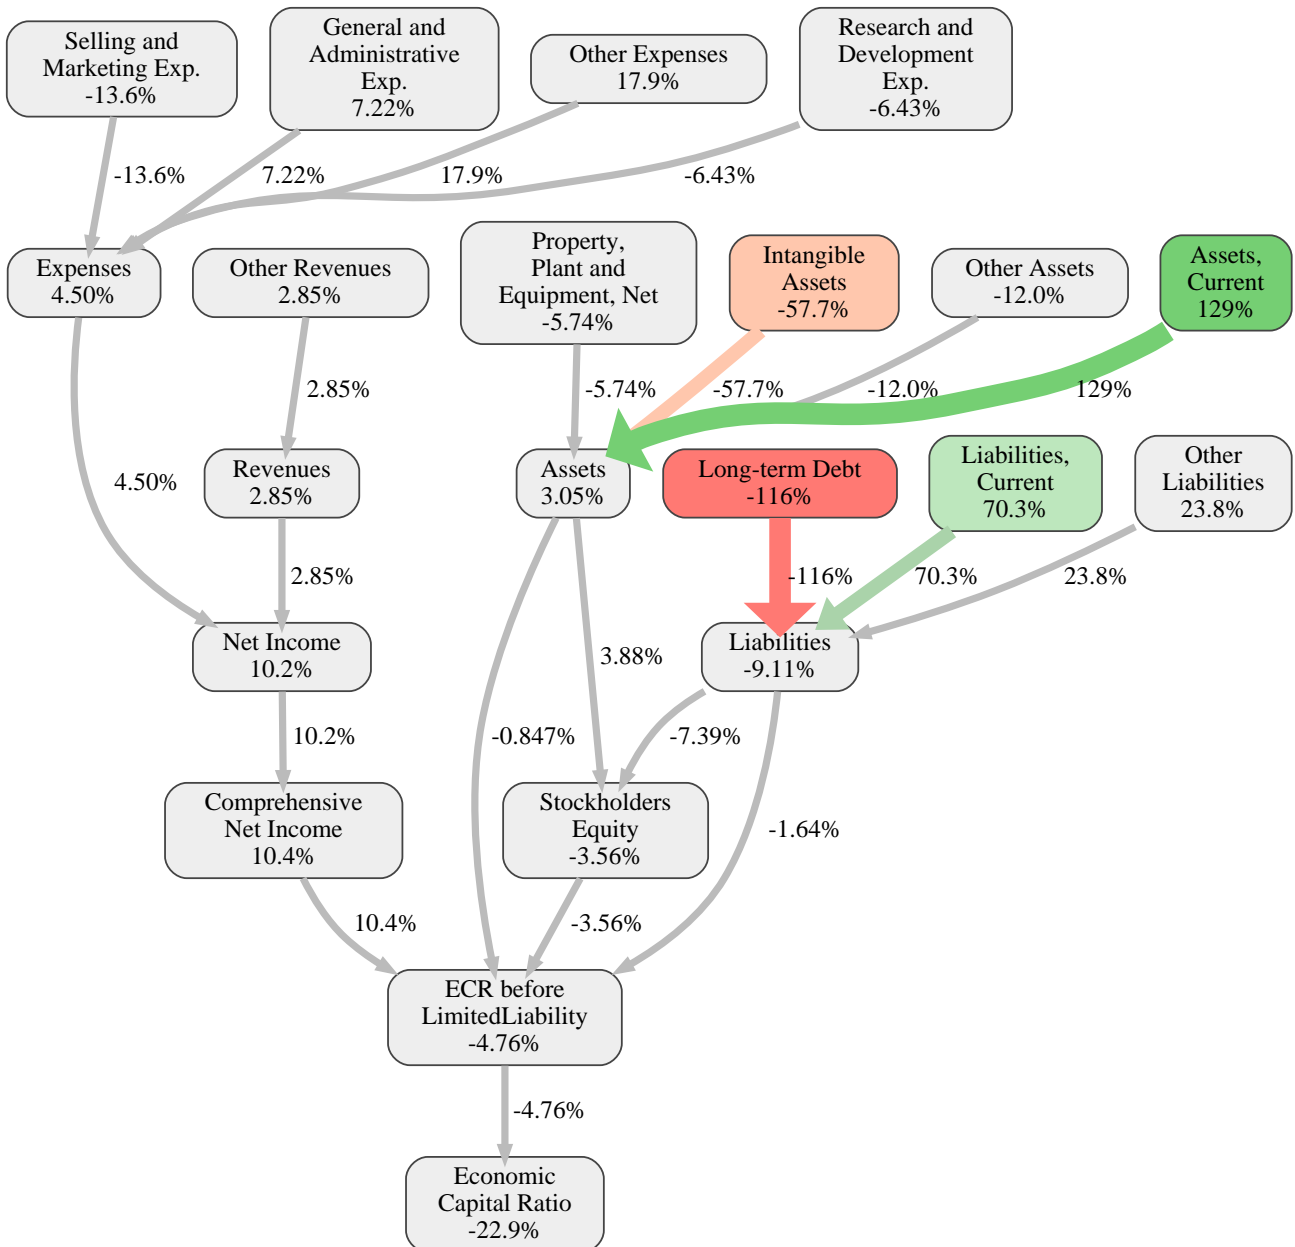 Selling and
Marketing Exp.
-13.6%
General and
Administrative
Exp.
7.22%
Other Expenses
17.9%
Research and
Development
Exp.
-6.43%
-13.6%
7.22%
17.9%
-6.43%
Expenses
4.50%
Other Revenues
2.85%
Property,
Plant and
Equipment, Net
-5.74%
Intangible
Assets
-57.7%
Other Assets
-12.0%
Assets,
Current
129%
2.85%
-5.74%
-57.7%
-12.0%
129%
4.50%
Revenues
2.85%
Assets
3.05%
Long-term Debt
-116%
Liabilities,
Current
70.3%
Other
Liabilities
23.8%
2.85%
-116%
70.3%
23.8%
Net Income
10.2%
3.88%
Liabilities
-9.11%
10.2%
-0.847%
-7.39%
Comprehensive
Net Income
10.4%
Stockholders
Equity
-3.56%
-1.64%
10.4%
-3.56%
ECR before
LimitedLiability
-4.76%
-4.76%
Economic
Capital Ratio
-22.9%